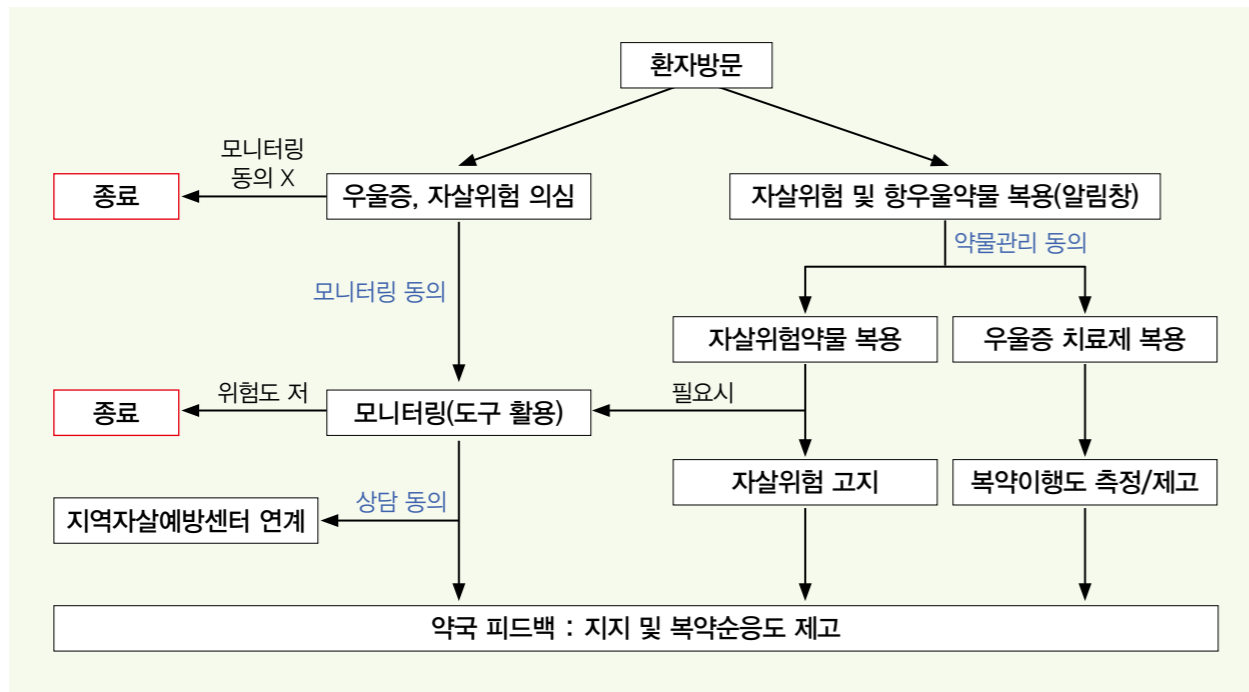 환자방문
모니터링
동의 X
종료
우울증, 자살위험 의심
자살위험 및 항우울약물 복용(알림창)
약물관리 동의
모니터링 동의
자살위험약물 복용
우울증 치료제 복용
종료
위험도 저
모니터링(도구 활용)
필요시
자살위험 고지
복약이행도 측정/제고
상담 동의
지역자살예방센터 연계
약국 피드백 : 지지 및 복약순응도 제고